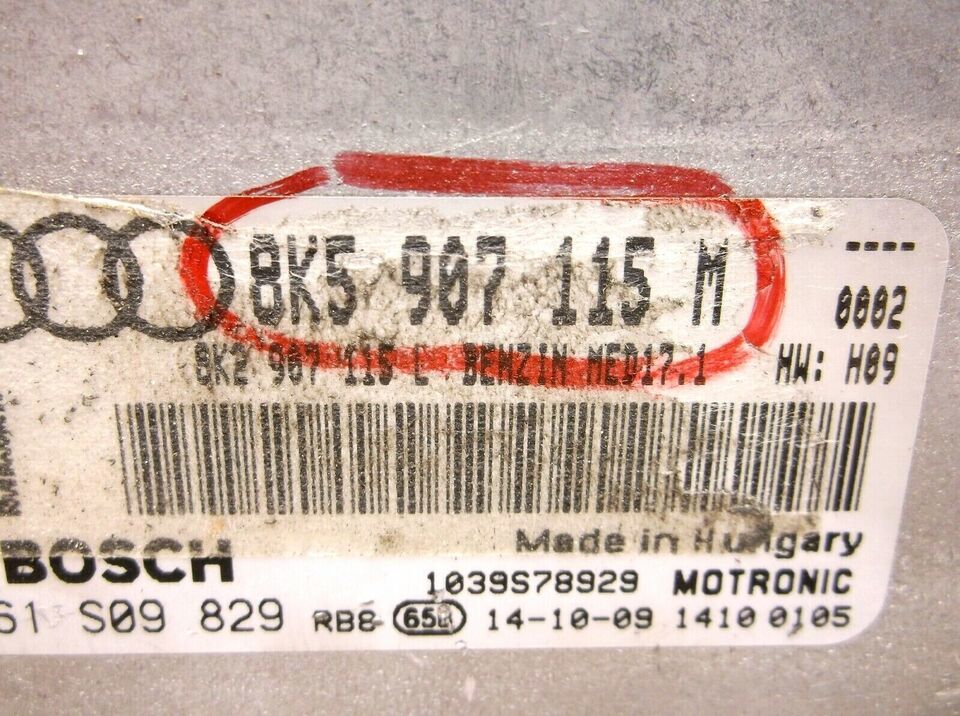 8K5 907 115 M
----
0002
8K2 907 115 L BENZIN MED17.1 HW: H09
BOSCH
Made in Hungary
1039S78929 MOTRONIC
61 S09 829 RB8 14-10-09 1410 0105